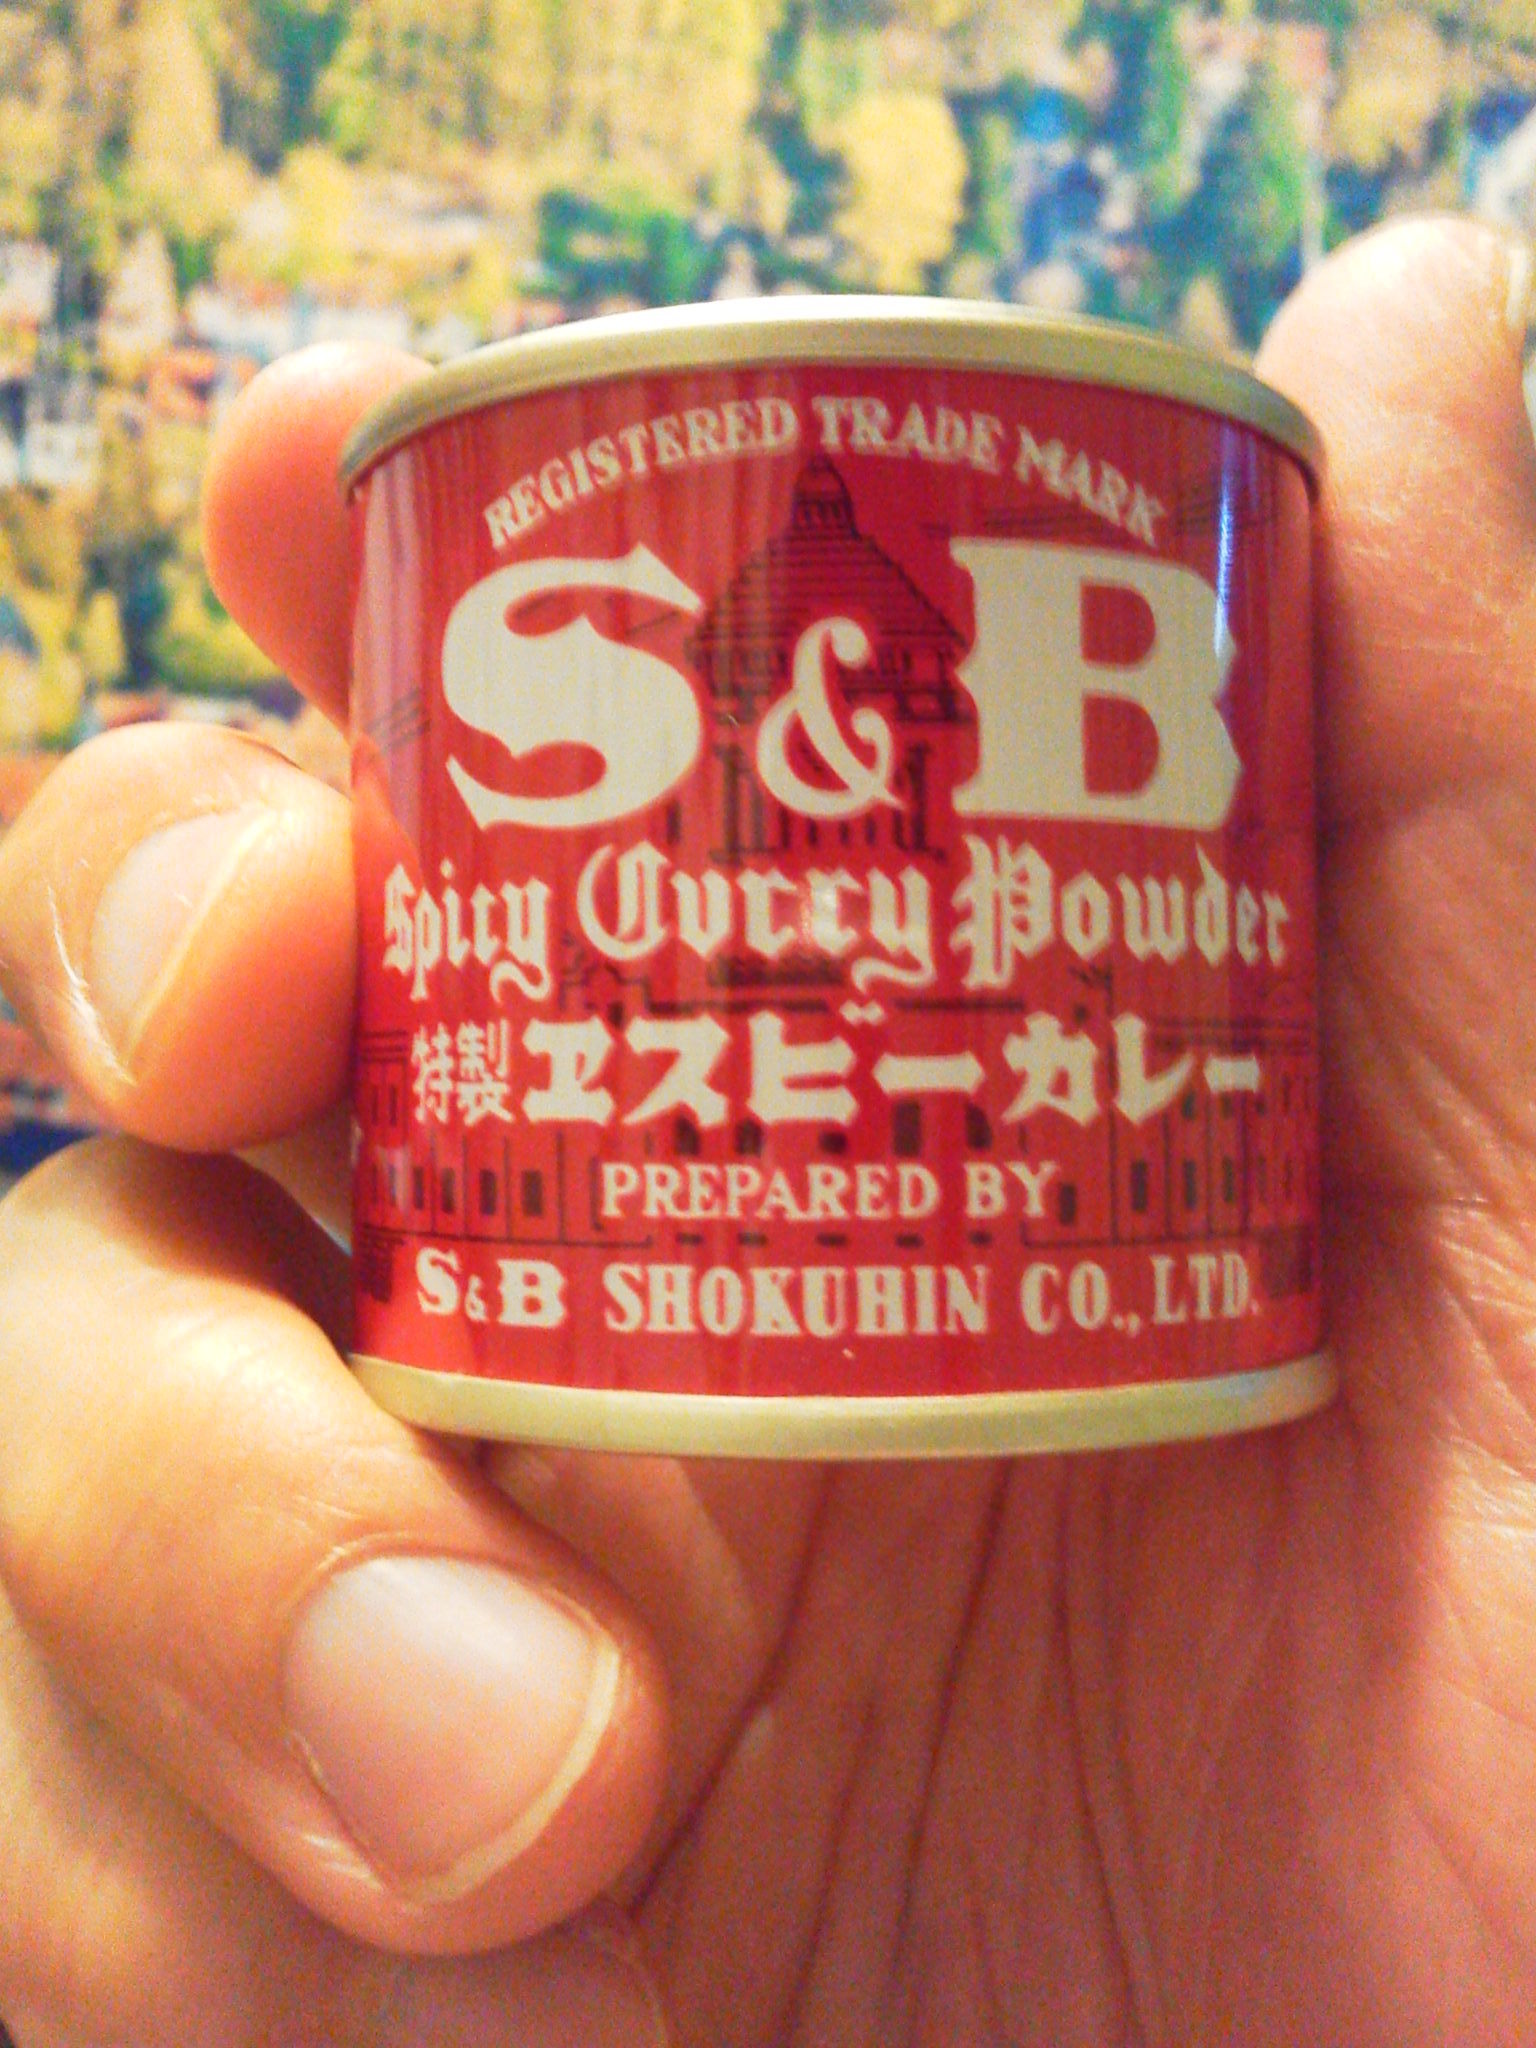 REGISTERED TRADE MARK
S & B
Spicy Curry Powder
特製ヱスビーカレー
PREPARED BY
S & B SHOKUHIN CO., LTD.